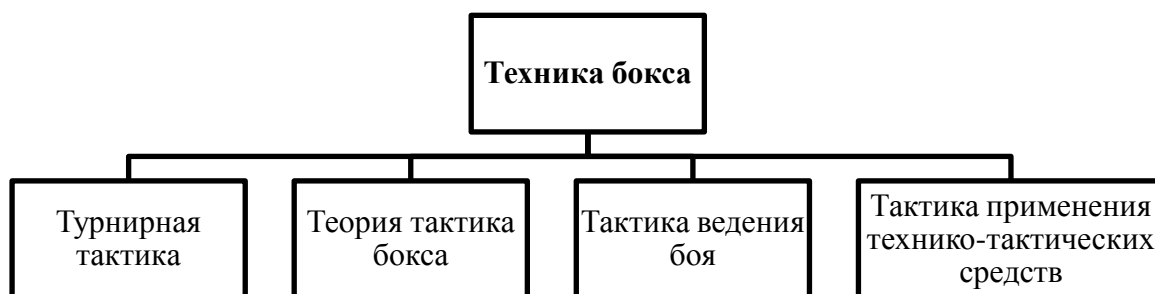 Техника бокса
Турнирная
тактика
Теория тактика
бокса
Тактика ведения
боя
Тактика применения
технико-тактических
средств